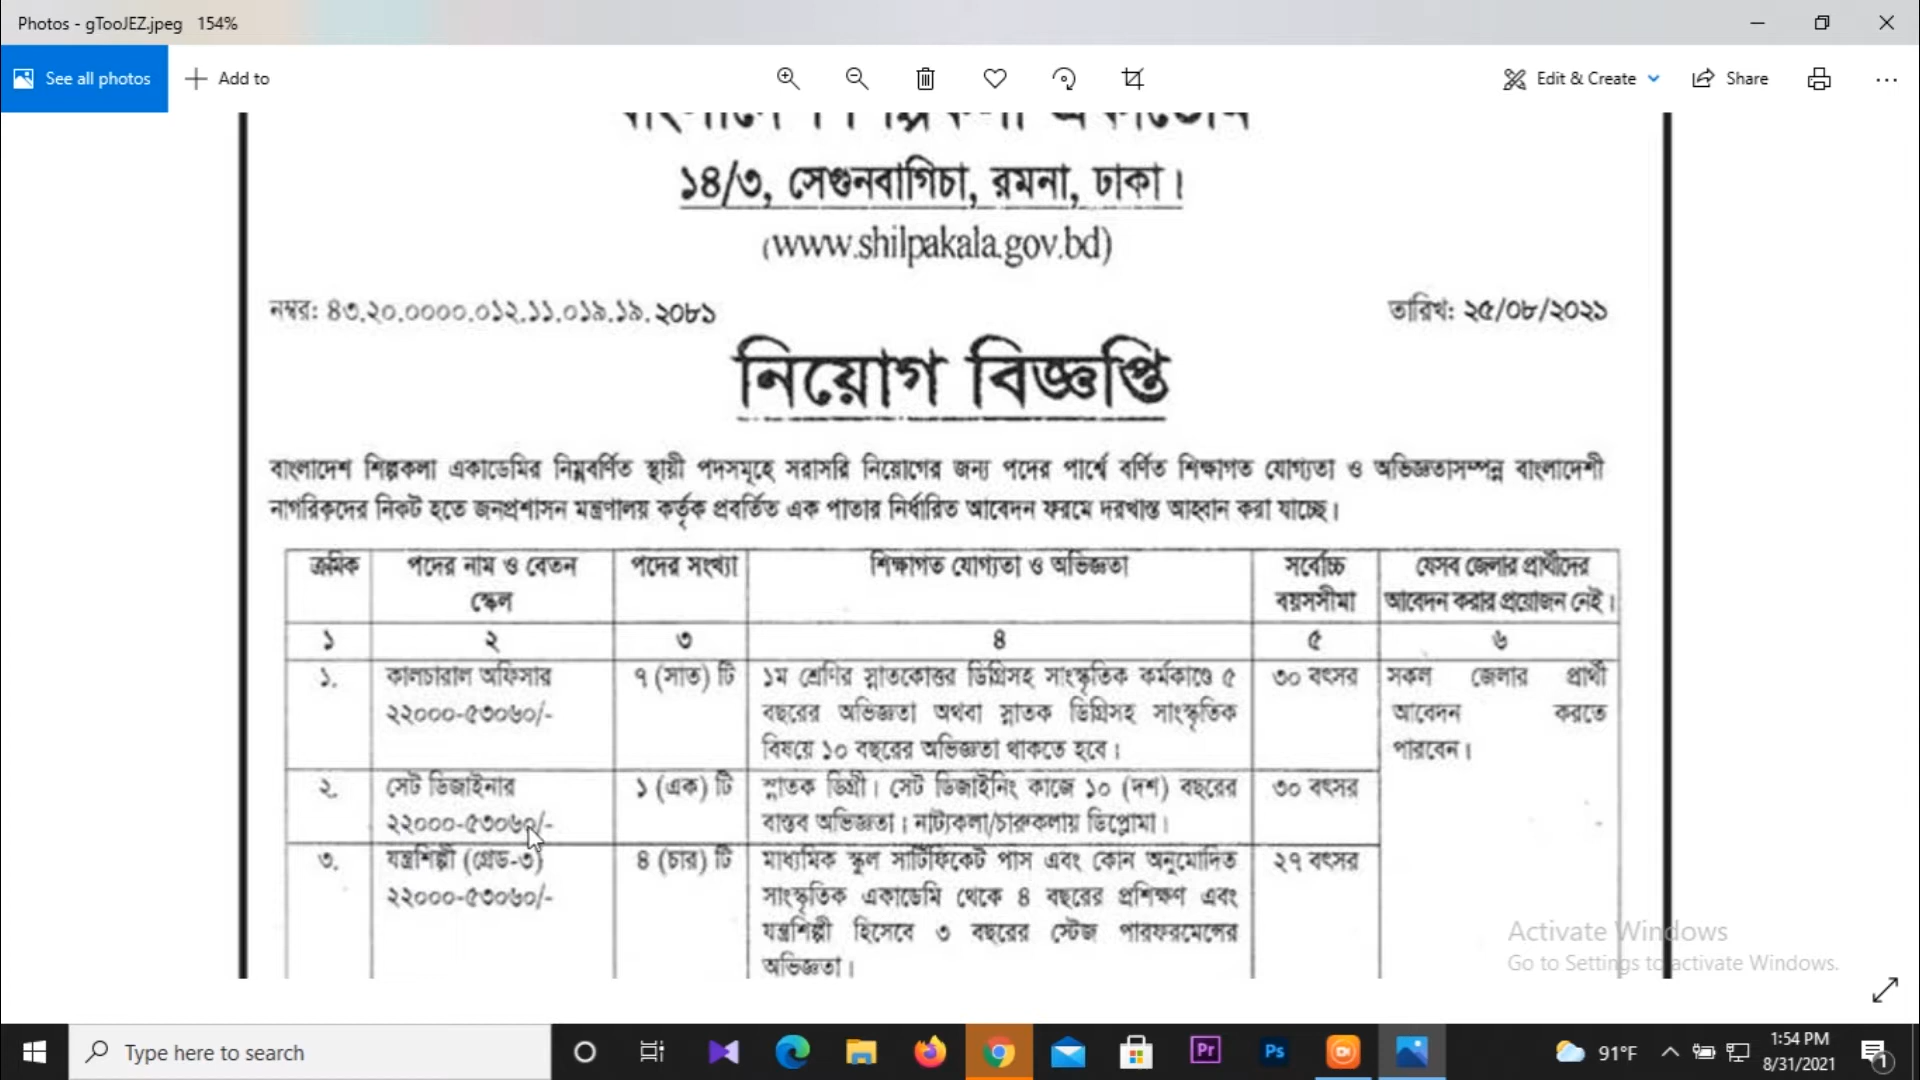 Photos - gTooJEZ.jpeg 154%
See all photos
Add to
Edit & Create
Share
বাংলাদেশ শিল্পকলা একাডেমি
১৪/৩, সেগুনবাগিচা, রমনা, ঢাকা।
(www.shilpakala.gov.bd)
নম্বর: ৪৩.২০.০০০০.০১২.১১.০১৯.১৯.২০৮১
তারিখ: ২৫/০৮/২০২১
নিয়োগ বিজ্ঞপ্তি
বাংলাদেশ শিল্পকলা একাডেমির নিম্নবর্ণিত স্থায়ী পদসমূহে সরাসরি নিয়োগের জন্য পদের পার্শ্বে বর্ণিত শিক্ষাগত যোগ্যতা ও অভিজ্ঞতাসম্পন্ন বাংলাদেশী
নাগরিকদের নিকট হতে জনপ্রশাসন মন্ত্রণালয় কর্তৃক প্রবর্তিত এক পাতার নির্ধারিত আবেদন ফরমে দরখাস্ত আহ্বান করা যাচ্ছে।
ক্রমিক
পদের নাম ও বেতন
স্কেল
পদের সংখ্যা
শিক্ষাগত যোগ্যতা ও অভিজ্ঞতা
সর্বোচ্চ
বয়সসীমা
যেসব জেলার প্রার্থীদের
আবেদন করার প্রয়োজন নেই।
১ ২ ৩ ৪ ৫ ৬
১.
কালচারাল অফিসার
২২০০০-৫৩০৬০/-
৭ (সাত) টি
১ম শ্রেণির স্নাতকোত্তর ডিগ্রিসহ সাংস্কৃতিক কর্মকাণ্ডে ৫
বছরের অভিজ্ঞতা অথবা স্নাতক ডিগ্রিসহ সাংস্কৃতিক
বিষয়ে ১০ বছরের অভিজ্ঞতা থাকতে হবে।
৩০ বৎসর
সকল জেলার প্রার্থী
আবেদন করতে
পারবেন।
২.
সেট ডিজাইনার
২২০০০-৫৩০৬০/-
১ (এক) টি
স্নাতক ডিগ্রী। সেট ডিজাইনিং কাজে ১০ (দশ) বছরের
বাস্তব অভিজ্ঞতা। নাট্যকলা/চারুকলায় ডিপ্লোমা।
৩০ বৎসর
৩.
যন্ত্রশিল্পী (গ্রেড-৩)
২২০০০-৫৩০৬০/-
৪ (চার) টি
মাধ্যমিক স্কুল সার্টিফিকেট পাস এবং কোন অনুমোদিত
সাংস্কৃতিক একাডেমি থেকে ৪ বছরের প্রশিক্ষণ এবং
যন্ত্রশিল্পী হিসেবে ৩ বছরের স্টেজ পারফরমেন্সের
অভিজ্ঞতা।
২৭ বৎসর
Activate Windows
Go to Settings to activate Windows.
Type here to search
Pr
Ps
91°F
1:54 PM
8/31/2021
1